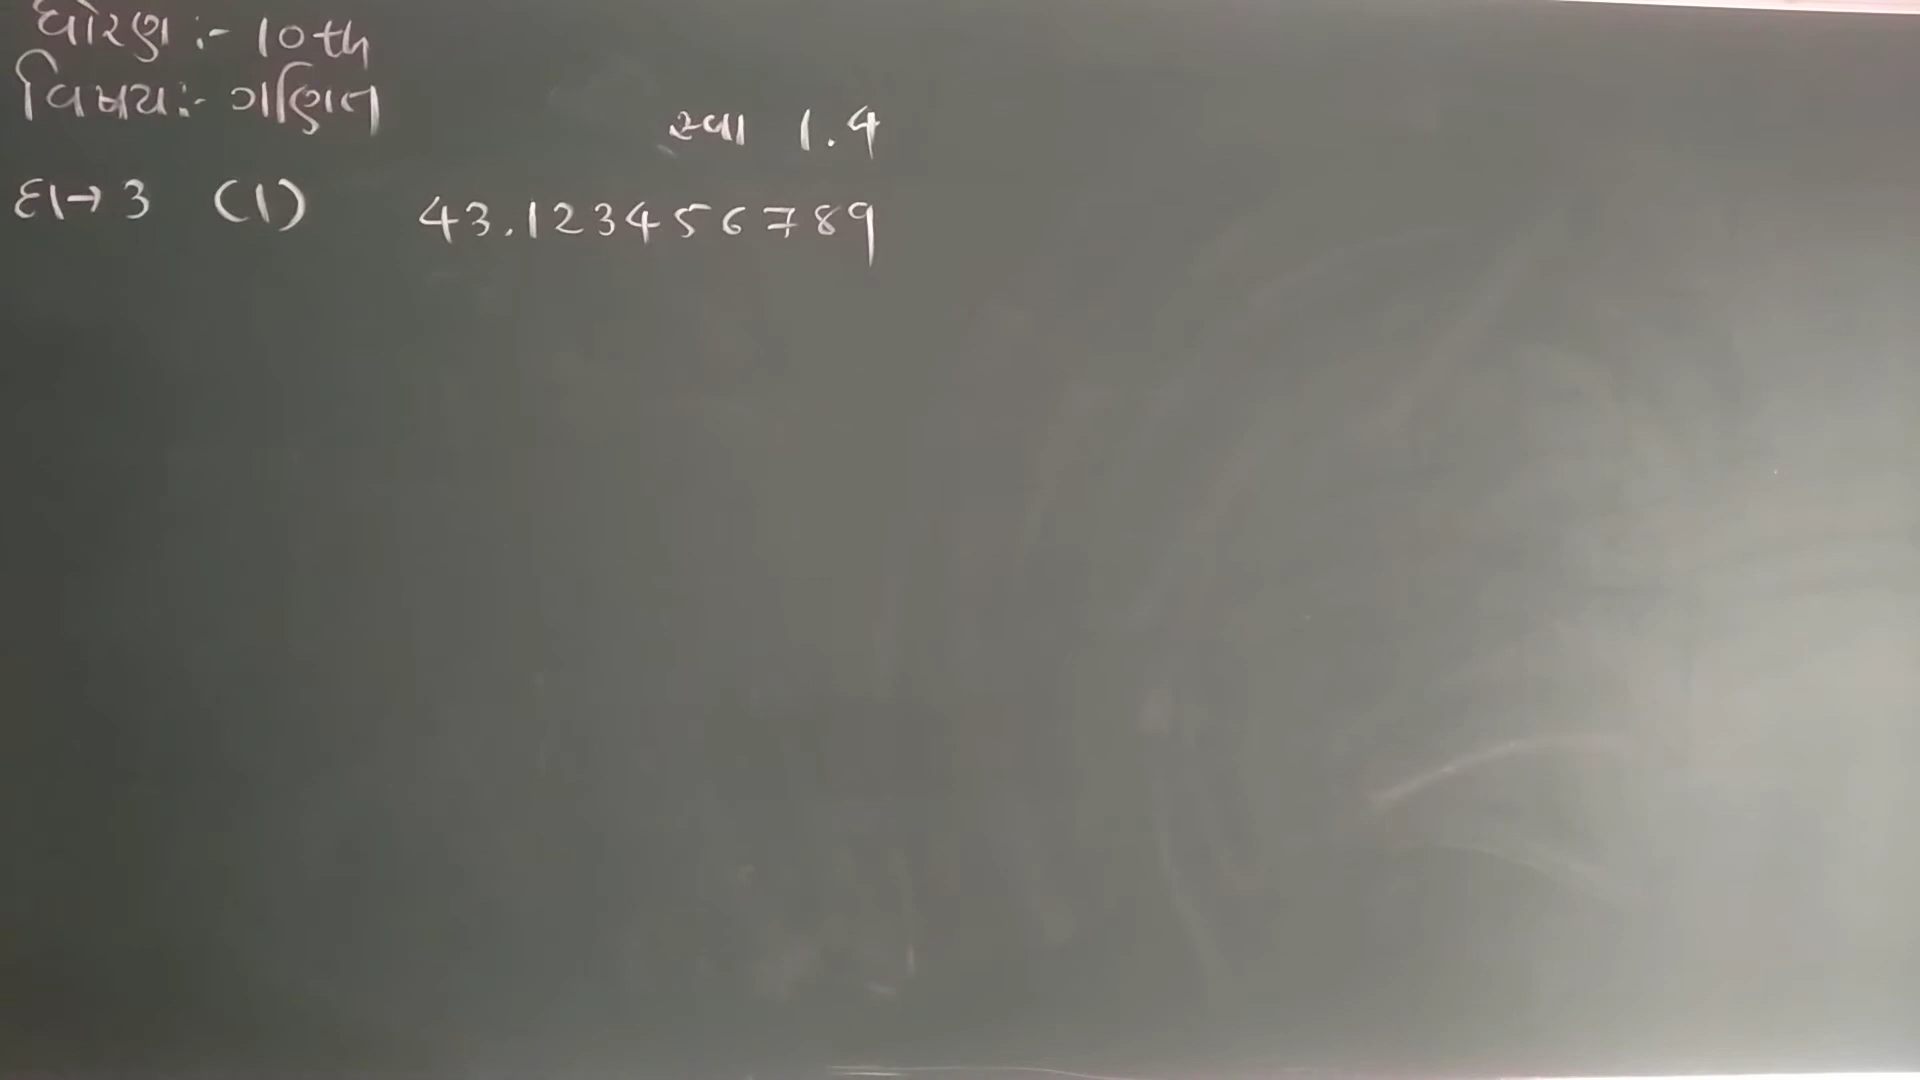 ધોરણ :- 10th
વિષય :- ગણિત
સ્વા 1.4
દા→ 3 (1) 43.123456789